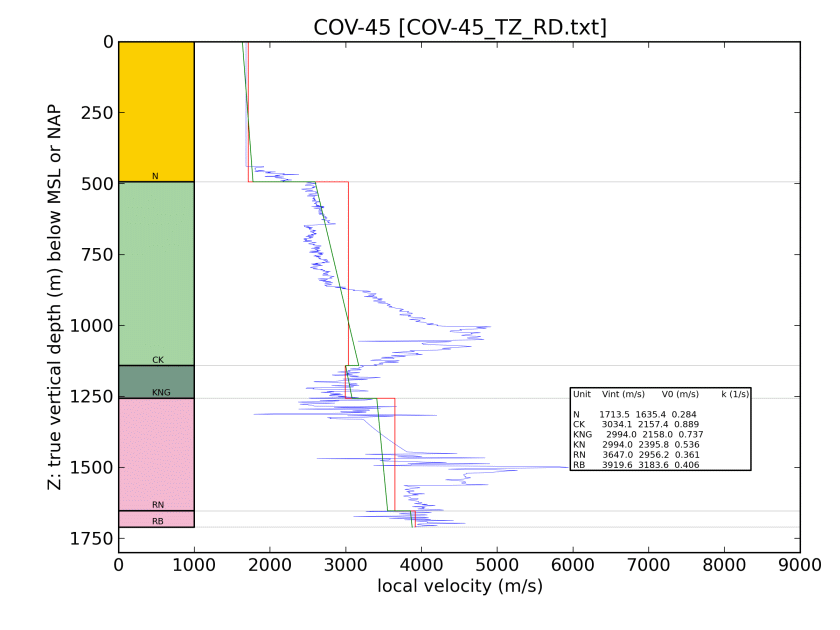 COV-45 [COV-45_TZ_RD.txt]
0
250
500
750
1000
1250
1500
1750
Z: true vertical depth (m) below MSL or NAP
N
CK
KNG
RN
RB
Unit Vint (m/s) V0 (m/s) k (1/s)
N 1713.5 1635.4 0.284
CK 3034.1 2157.4 0.889
KNG 2994.0 2158.0 0.737
KN 2994.0 2395.8 0.536
RN 3647.0 2956.2 0.361
RB 3919.6 3183.6 0.406
0 1000 2000 3000 4000 5000 6000 7000 8000 9000
local velocity (m/s)